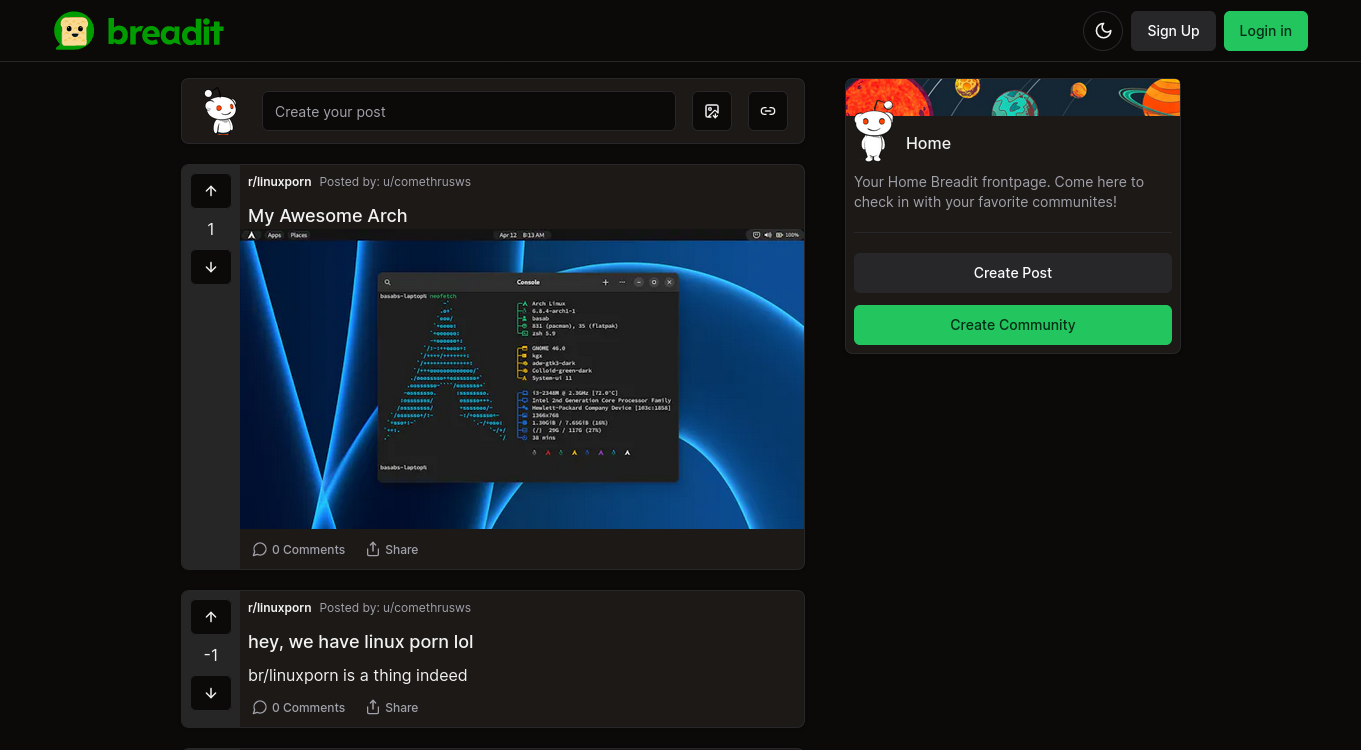 breadit
Sign Up
Login in
Create your post
Home
Your Home Breadit frontpage. Come here to
check in with your favorite communites!
Create Post
Create Community
r/linuxporn Posted by: u/comethrusws
1
My Awesome Arch
Apps Places Apr 12 8:13 AM 100%
Console
basabs-laptop% neofetch
Arch Linux
6.8.4-arch1-1
basab
831 (pacman), 35 (flatpak)
zsh 5.9
GNOME 46.0
kgx
adw-gtk3-dark
Colloid-green-dark
System-ui 11
i3-2348M @ 2.3GHz [72.0°C]
Intel 2nd Generation Core Processor Family
Hewlett-Packard Company Device [103c:1858]
1366x768
1.30GiB / 7.65GiB (16%)
(/) 29G / 117G (27%)
38 mins
basabs-laptop%
0 Comments Share
r/linuxporn Posted by: u/comethrusws
hey, we have linux porn lol
-1
br/linuxporn is a thing indeed
0 Comments Share